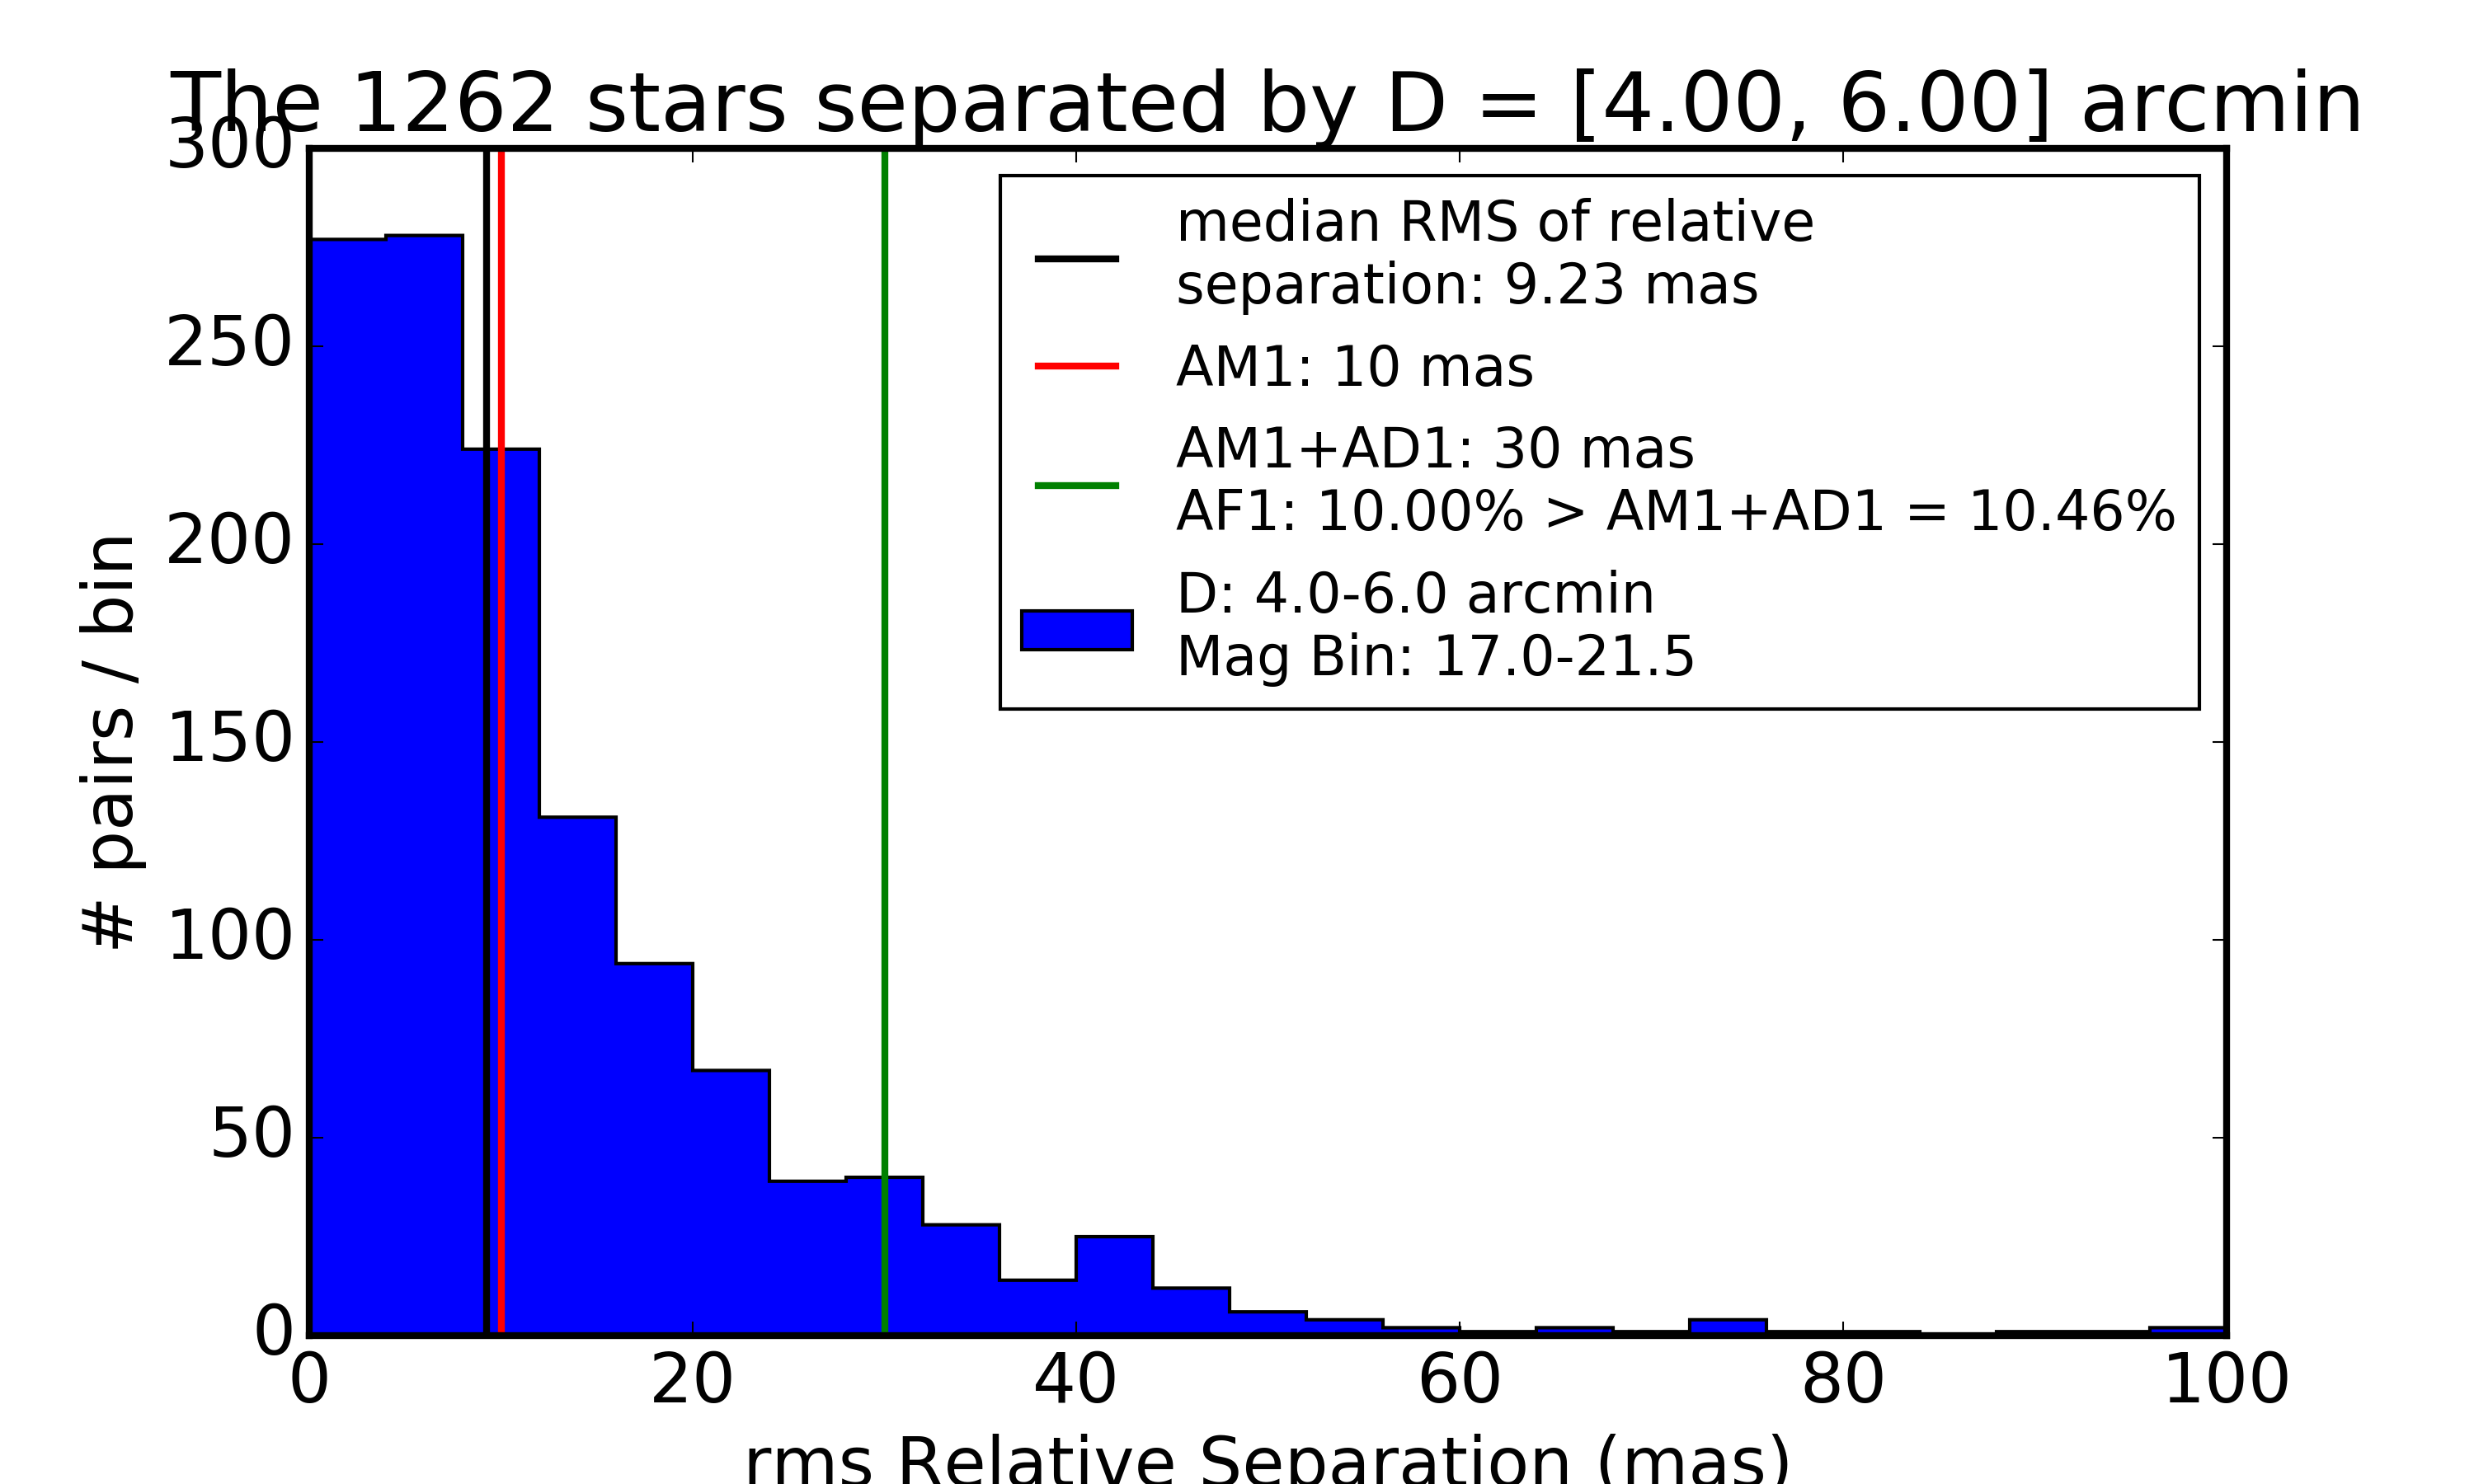 The 1262 stars separated by D = [4.00, 6.00] arcmin
300
250
200
150
100
50
0
# pairs / bin
median RMS of relative
separation: 9.23 mas
AM1: 10 mas
AM1+AD1: 30 mas
AF1: 10.00% > AM1+AD1 = 10.46%
D: 4.0-6.0 arcmin
Mag Bin: 17.0-21.5
0 20 40 60 80 100
rms Relative Separation (mas)